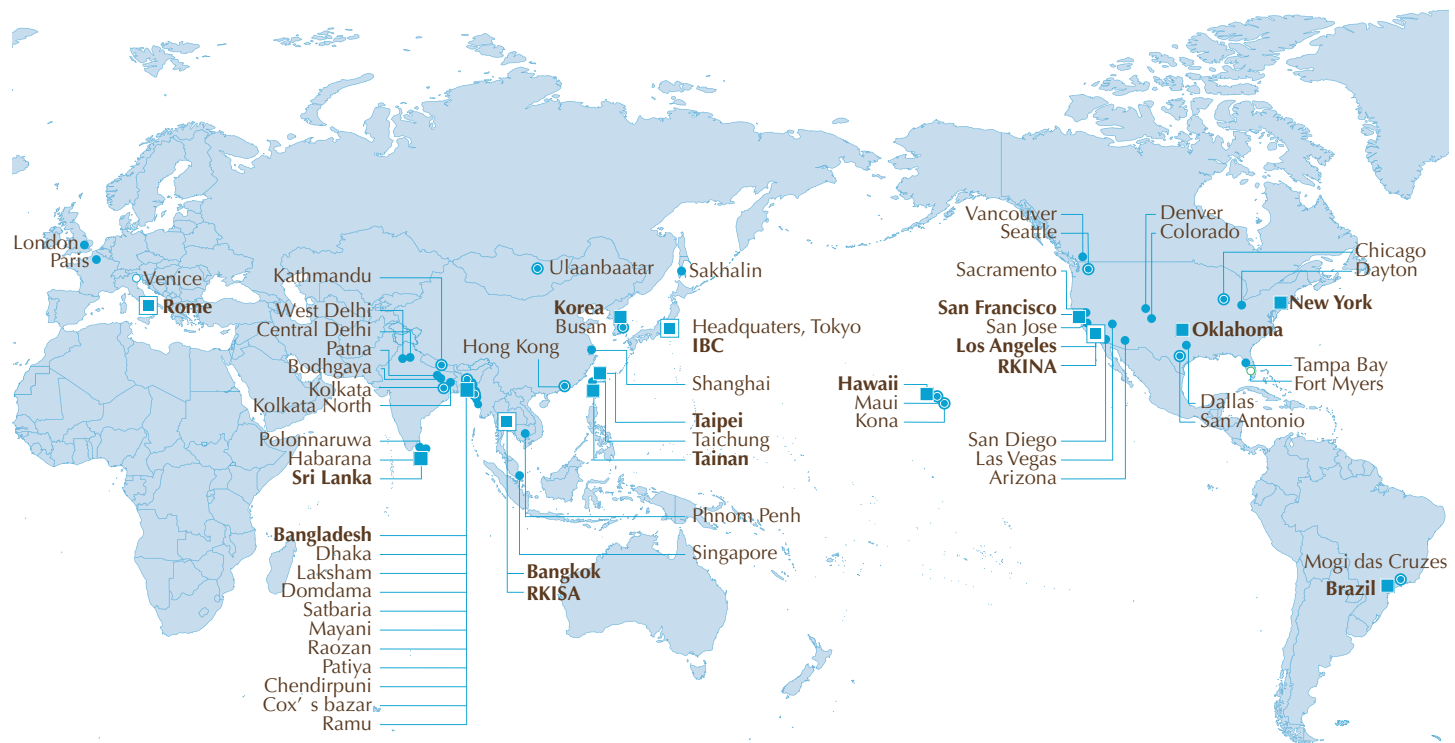 London
Paris
Venice
Rome
Kathmandu
West Delhi
Central Delhi
Patna
Bodhgaya
Kolkata
Kolkata North
Polonnaruwa
Habarana
Sri Lanka
Bangladesh
Dhaka
Laksham
Domdama
Satbaria
Mayani
Raozan
Patiya
Chendirpuni
Cox’ s bazar
Ramu
Ulaanbaatar
Sakhalin
Korea
Busan
Hong Kong
Headquaters, Tokyo
IBC
Shanghai
Taipei
Taichung
Tainan
Phnom Penh
Singapore
Bangkok
RKISA
Hawaii
Maui
Kona
Vancouver
Seattle
Sacramento
San Francisco
San Jose
Los Angeles
RKINA
San Diego
Las Vegas
Arizona
Denver
Colorado
Chicago
Dayton
New York
Oklahoma
Tampa Bay
Fort Myers
Dallas
San Antonio
Mogi das Cruzes
Brazil